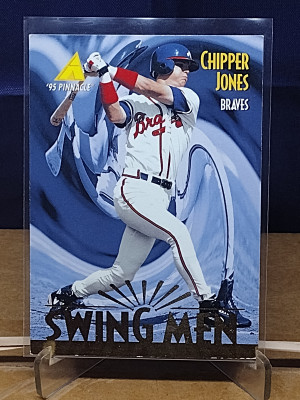 CHIPPER
JONES
BRAVES
'95 PINNACLE
Braves
SWING MEN